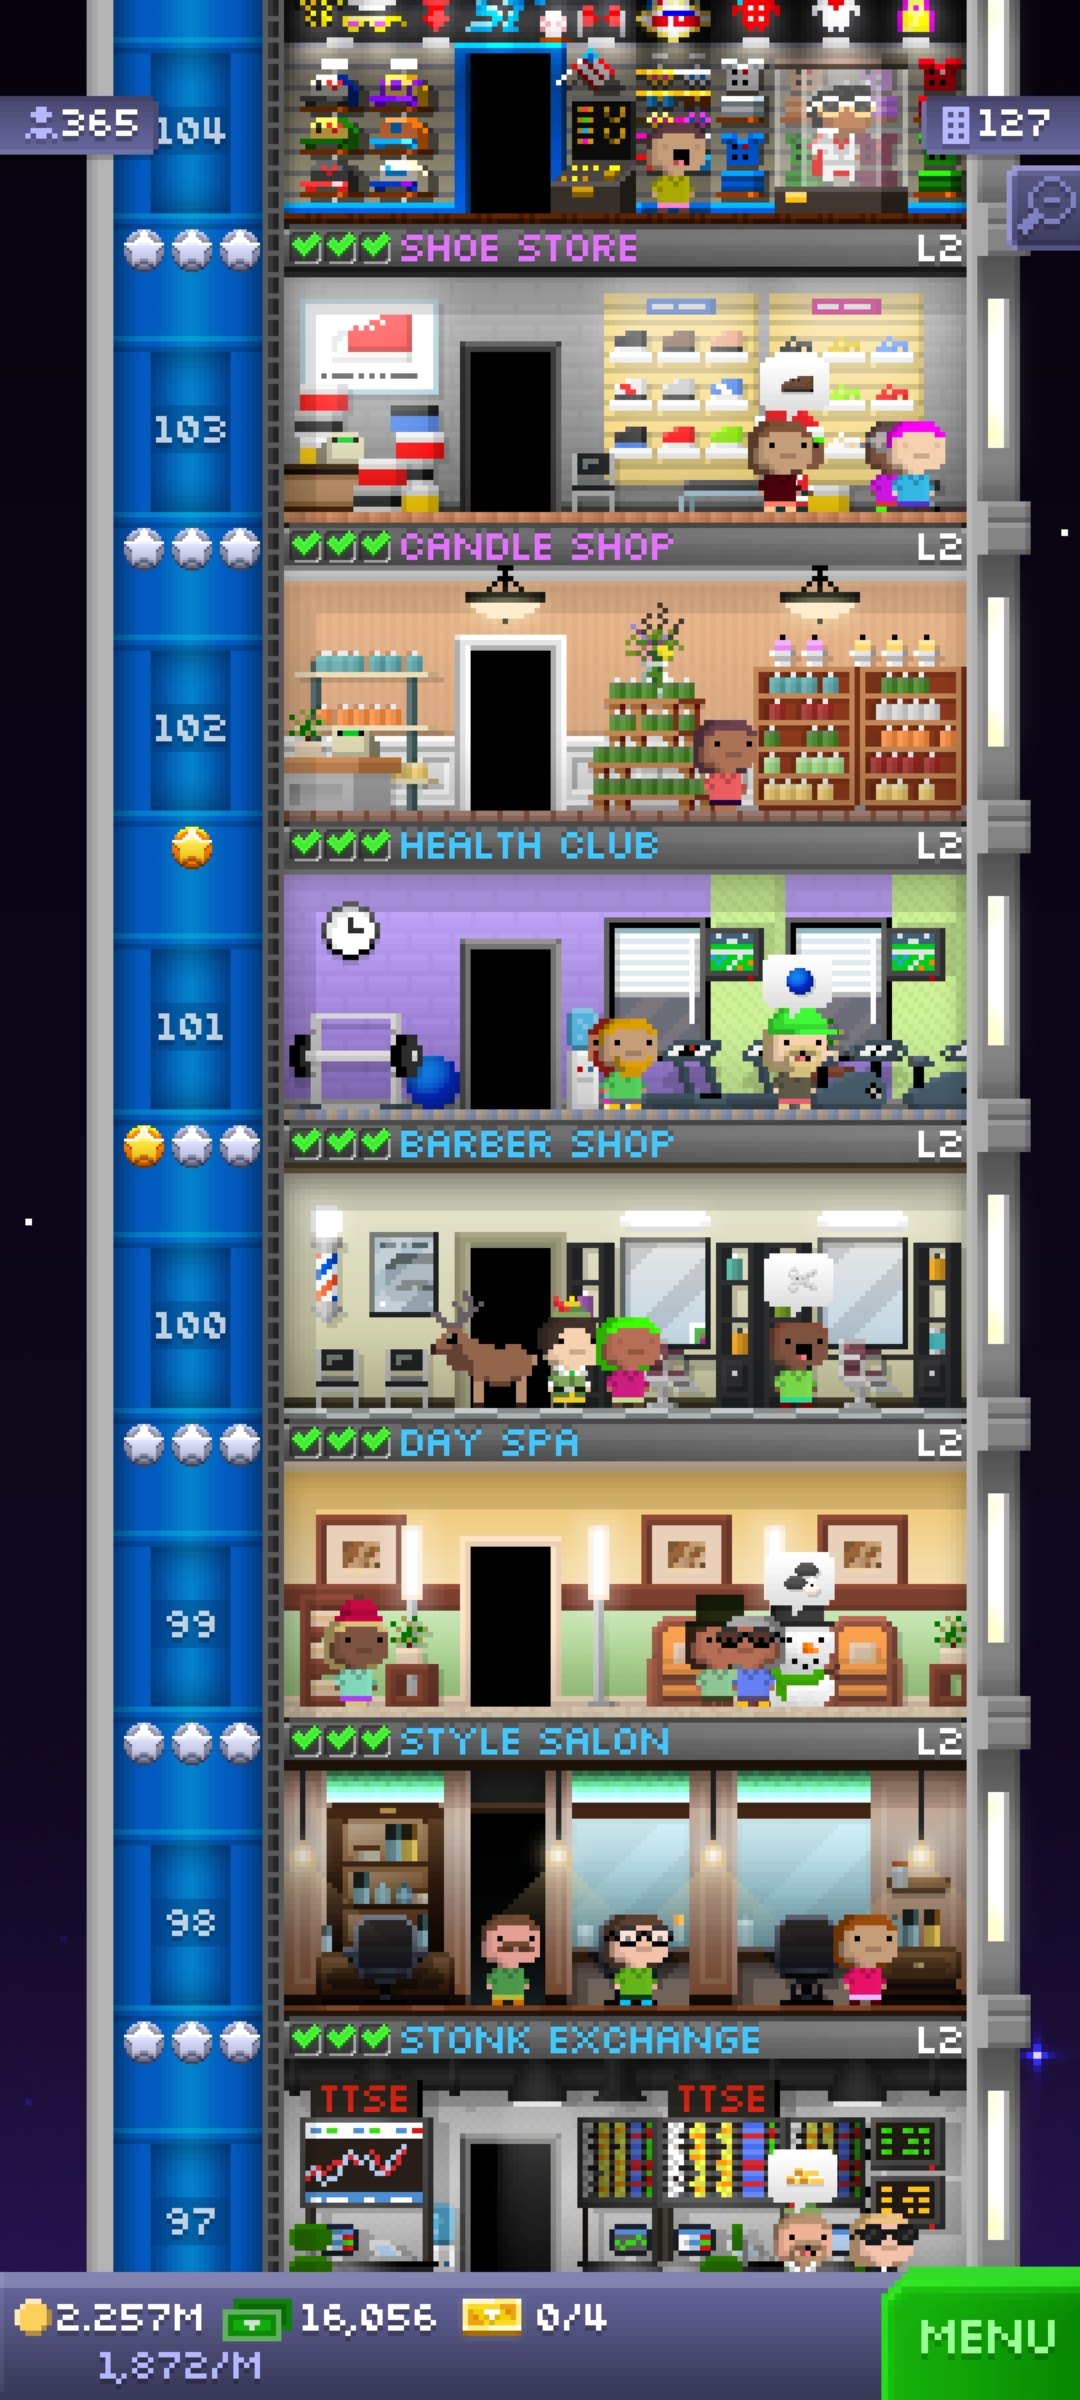 365
104
127
SHOE STORE
L2
103
CANDLE SHOP
L2
102
HEALTH CLUB
L2
101
BARBER SHOP
L2
100
DAY SPA
L2
99
STYLE SALON
L2
98
STONK EXCHANGE
L2
TTSE
TTSE
97
2.257M
16,056
0/4
MENU
1,872/M